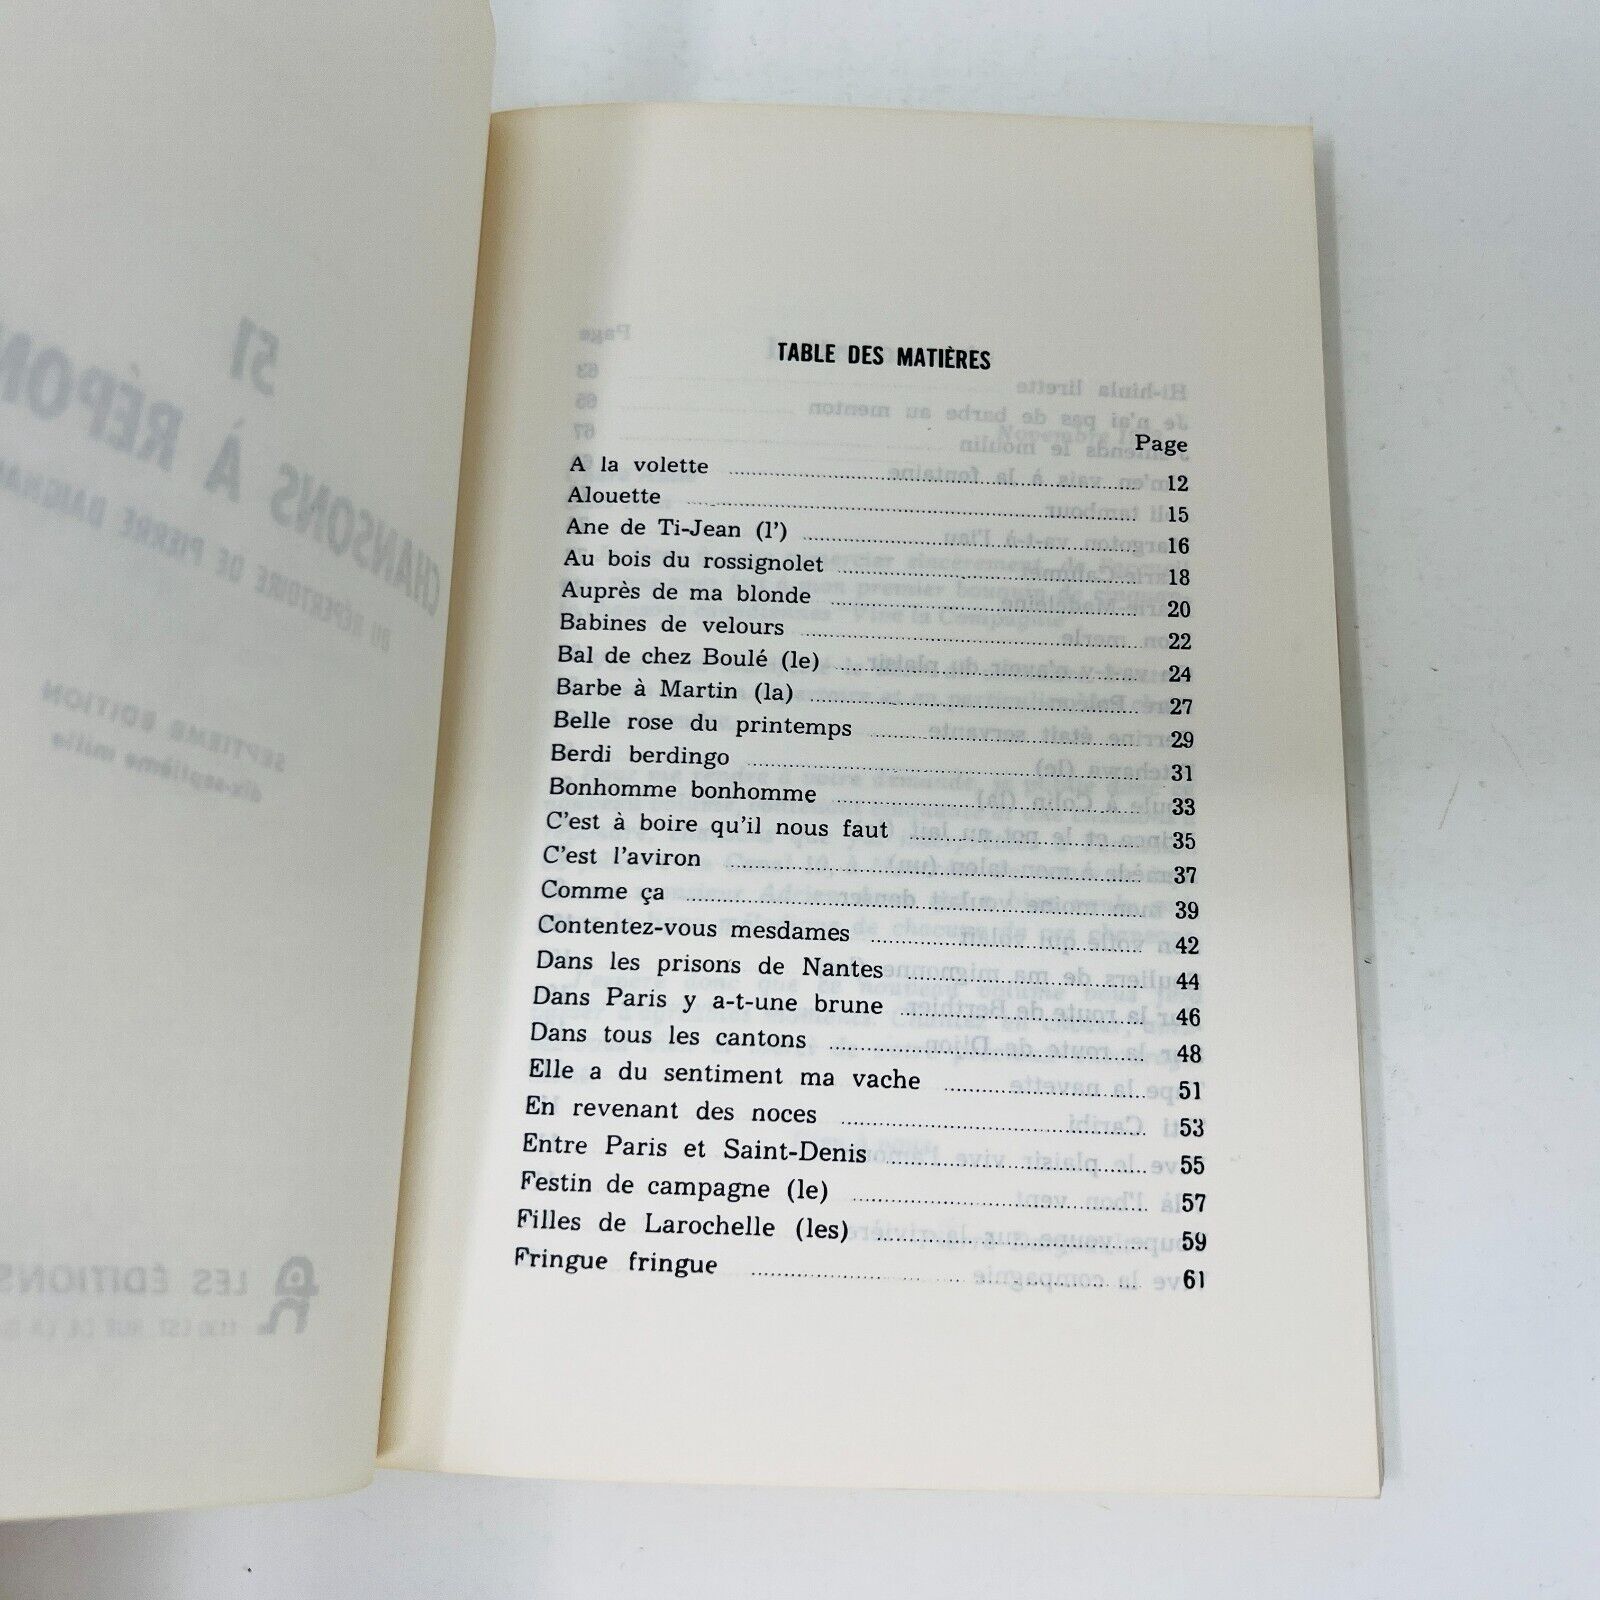 TABLE DES MATIÈRES
Page
A la volette 12
Alouette 15
Ane de Ti-Jean (l') 16
Au bois du rossignolet 18
Auprès de ma blonde 20
Babines de velours 22
Bal de chez Boulé (le) 24
Barbe à Martin (la) 27
Belle rose du printemps 29
Berdi berdingo 31
Bonhomme bonhomme 33
C'est à boire qu'il nous faut 35
C'est l'aviron 37
Comme ça 39
Contentez-vous mesdames 42
Dans les prisons de Nantes 44
Dans Paris y a-t-une brune 46
Dans tous les cantons 48
Elle a du sentiment ma vache 51
En revenant des noces 53
Entre Paris et Saint-Denis 55
Festin de campagne (le) 57
Filles de Larochelle (les) 59
Fringue fringue 61